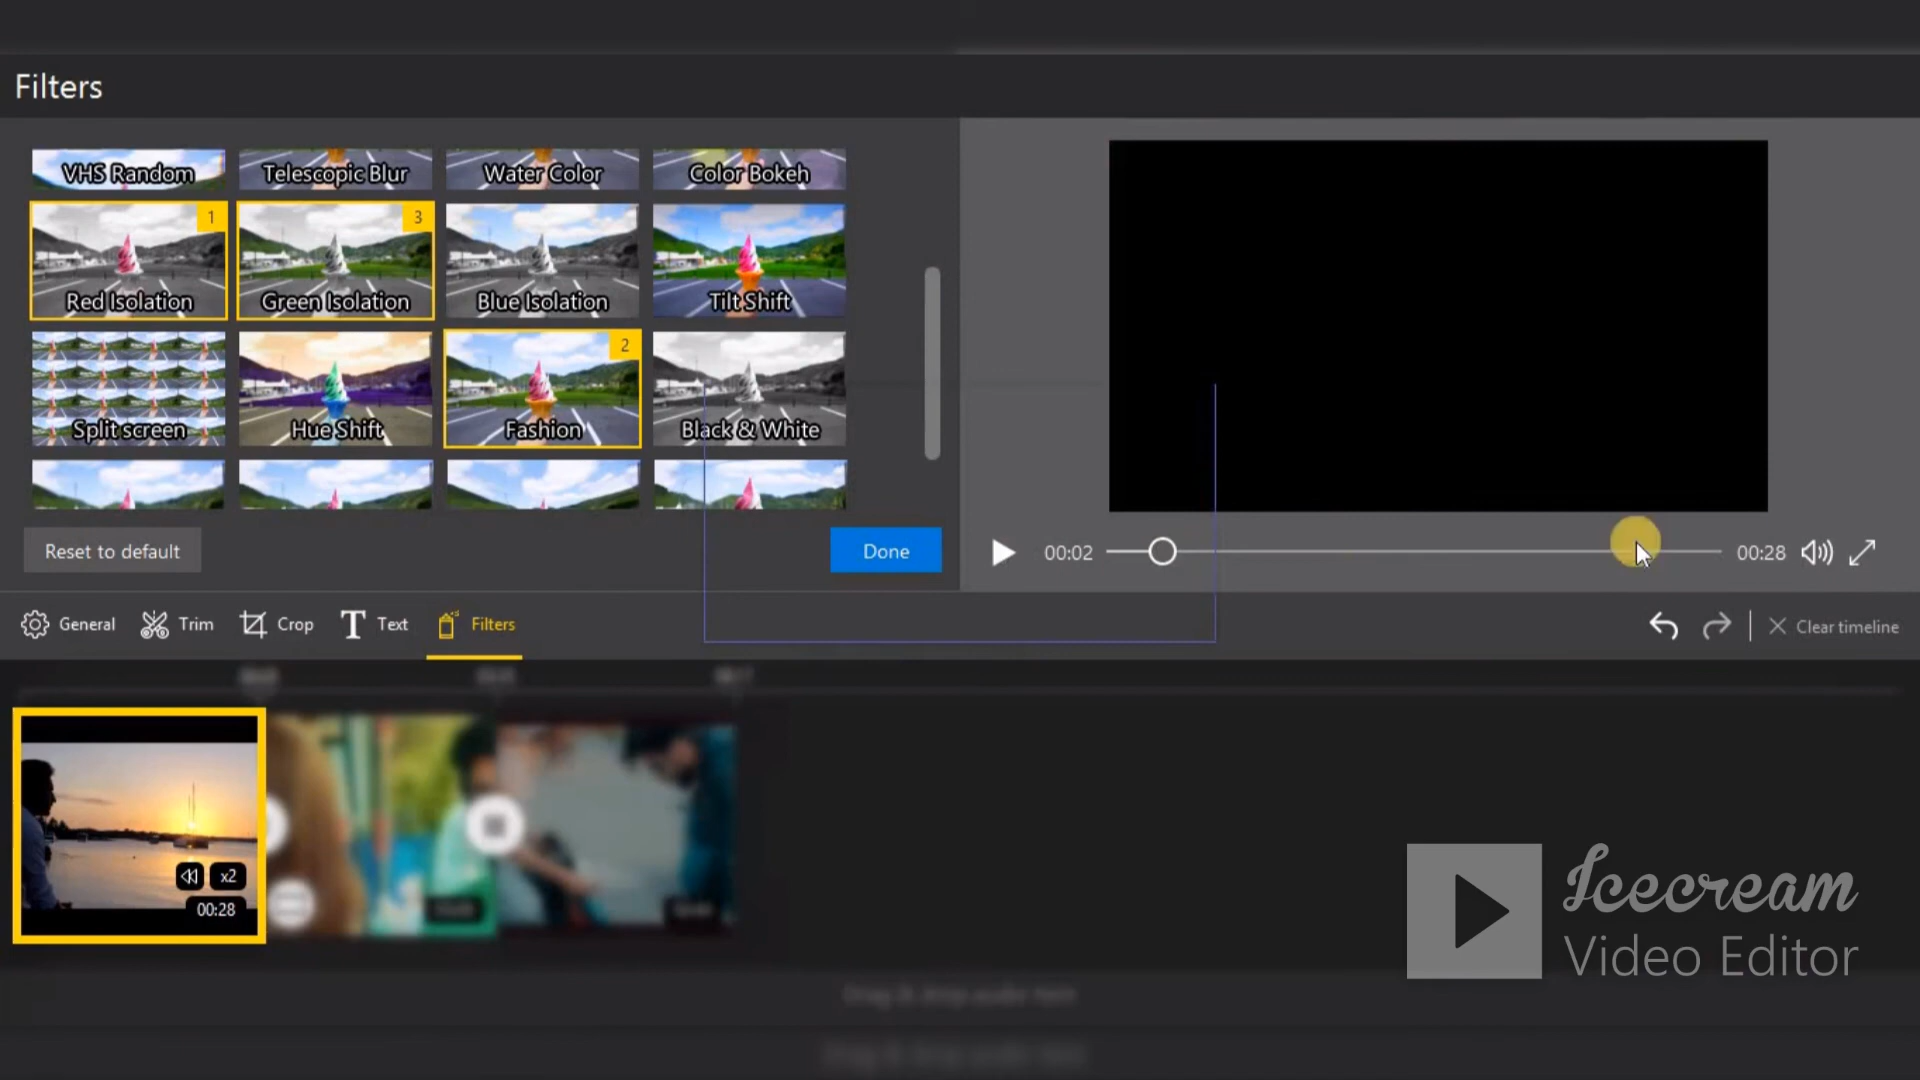 Filters
VHS Random
Telescopic Blur
Water Color
Color Bokeh
1
3
Red Isolation
Green Isolation
Blue Isolation
Tilt Shift
2
Split screen
Hue Shift
Fashion
Black & White
Reset to default
Done
00:02
00:28
General
Trim
Crop
Text
Filters
Clear timeline
x2
00:28
Icecream
Video Editor